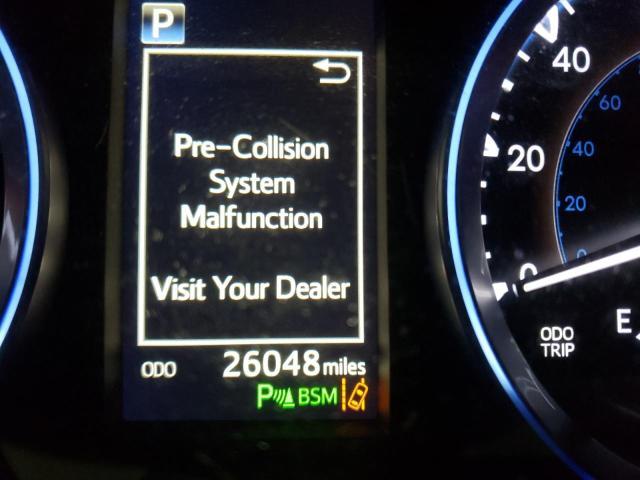 P
Pre-Collision
System
Malfunction
Visit Your Dealer
ODO 26048 miles
P BSM
40
20
0
60
40
20
0
ODO
TRIP
E